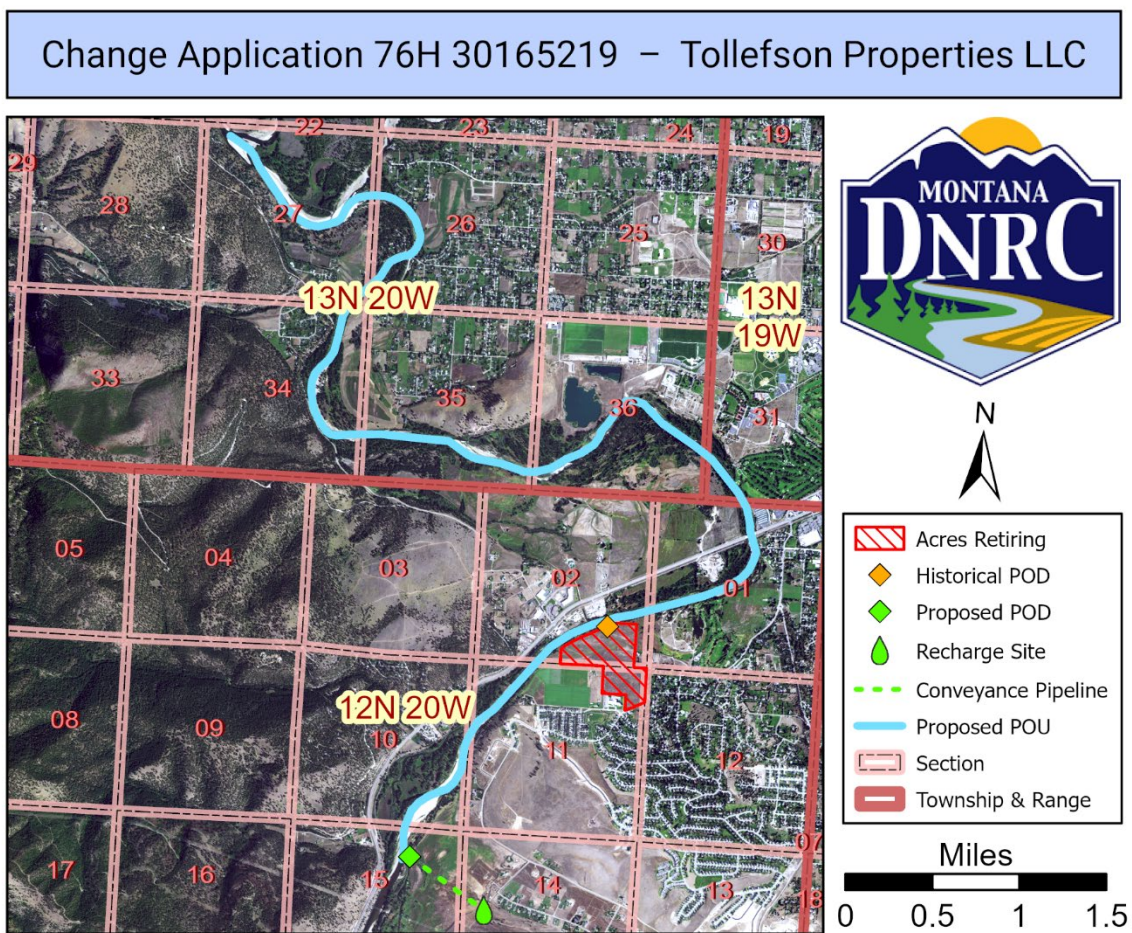 Change Application 76H 30165219 – Tollefson Properties LLC
22
23
24
19
29
28
27
26
25
30
13N 20W
13N
19W
33
34
35
36
31
05
04
03
02
01
12N 20W
08
09
10
11
12
07
17
16
15
14
13
18
MONTANA
DNRC
N
Acres Retiring
Historical POD
Proposed POD
Recharge Site
Conveyance Pipeline
Proposed POU
Section
Township & Range
Miles
0 0.5 1 1.5